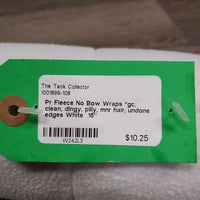 The Tack Collector
1001899-108
Pr Fleece No Bow Wraps *gc,
clean, dingy, pilly, mnr hair, undone
edges White 15"
$10.25
W242L3